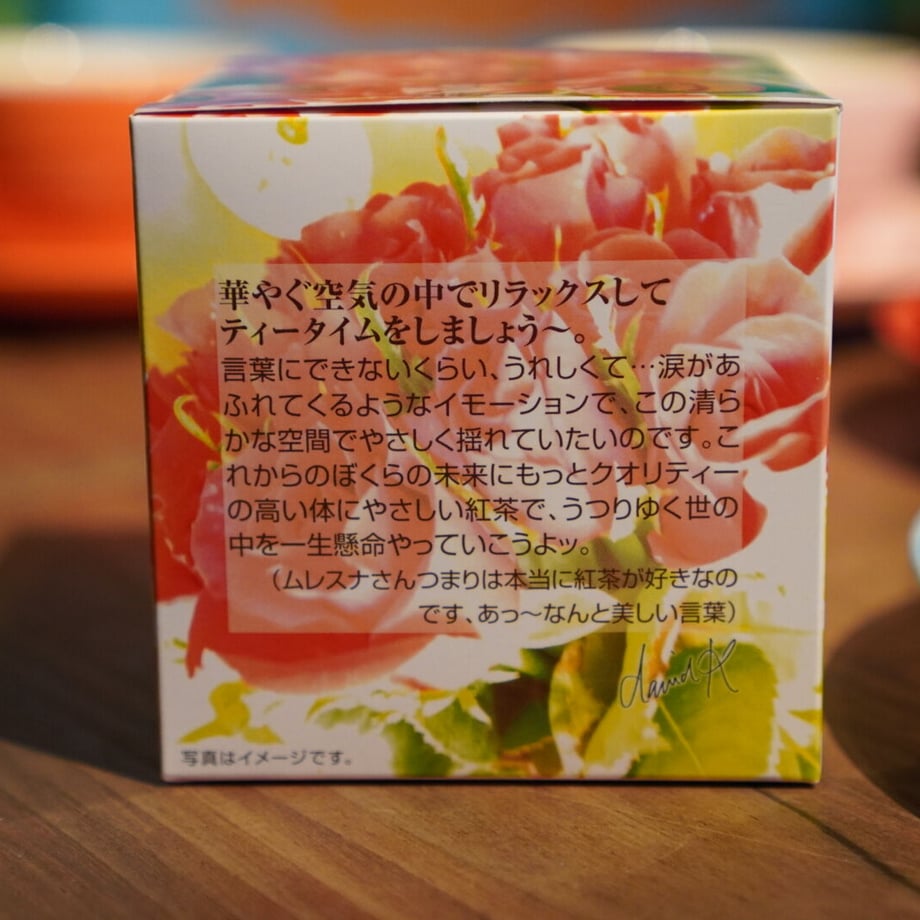 華やぐ空気の中でリラックスして
ティータイムをしましょう〜。
言葉にできないくらい、うれしくて…涙があ
ふれてくるようなイモーションで、この清ら
かな空間でやさしく揺れていたいのです。こ
れからのぼくらの未来にもっとクオリティー
の高い体にやさしい紅茶で、うつりゆく世の
中を一生懸命やっていこうよッ。
（ムレスナさんつまりは本当に紅茶が好きなの
です、あっ〜なんと美しい言葉）
david K
写真はイメージです。